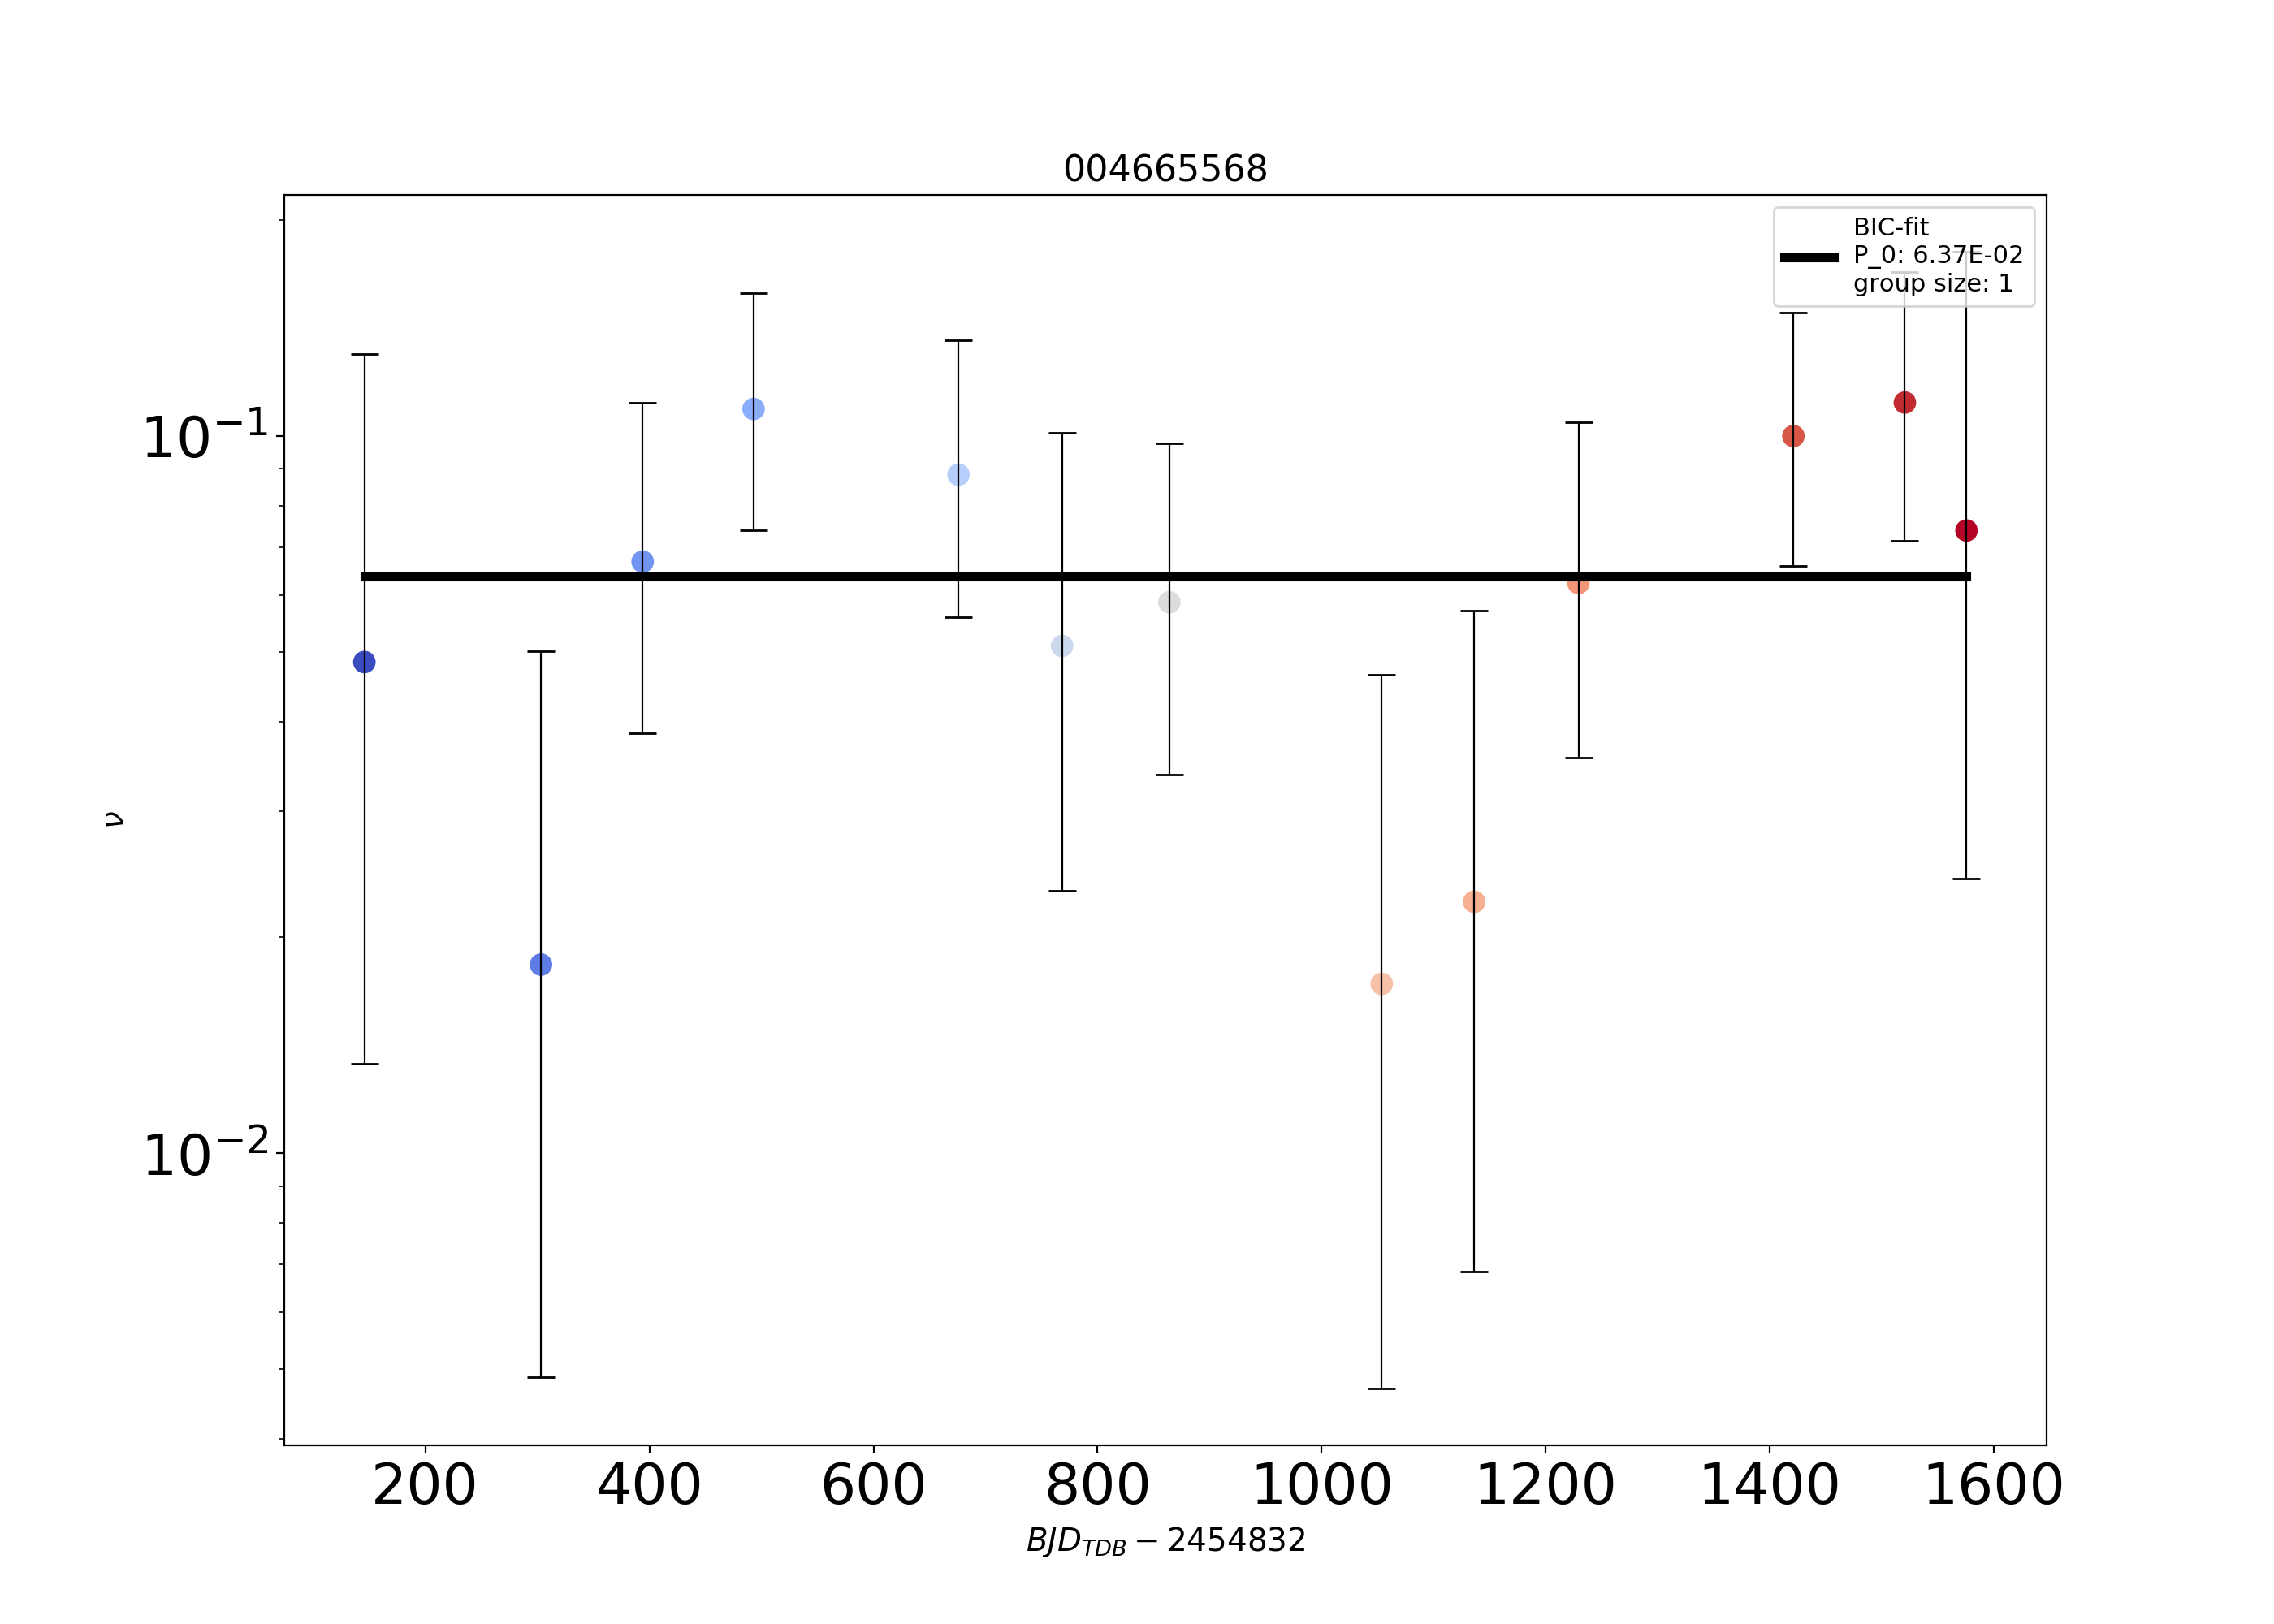 004665568
BIC-fit
P_0: 6.37E-02
group size: 1
10⁻¹
10⁻²
ν
200 400 600 800 1000 1200 1400 1600
BJD_TDB − 2454832